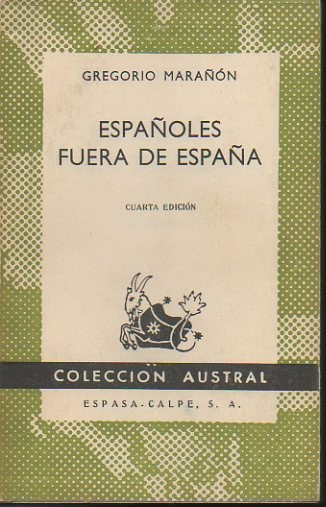 GREGORIO MARAÑÓN
ESPAÑOLES
FUERA DE ESPAÑA
CUARTA EDICIÓN
COLECCIÓN AUSTRAL
ESPASA-CALPE, S. A.